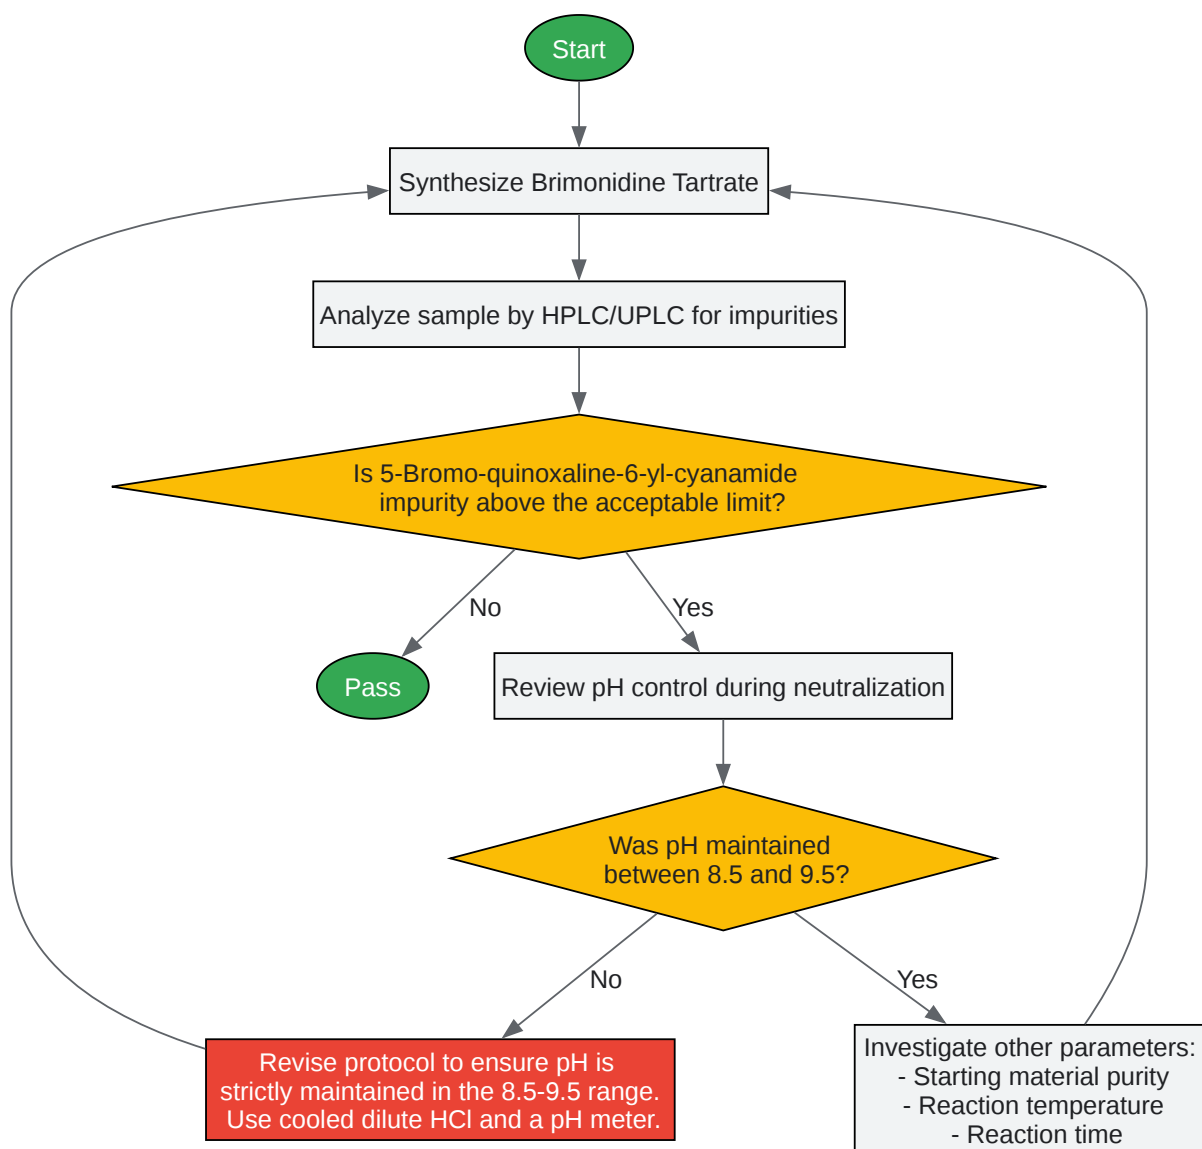 Start
Synthesize Brimonidine Tartrate
Analyze sample by HPLC/UPLC for impurities
Is 5-Bromo-quinoxaline-6-yl-cyanamide
impurity above the acceptable limit?
No
Yes
Pass
Review pH control during neutralization
Was pH maintained
between 8.5 and 9.5?
No
Yes
Revise protocol to ensure pH is
strictly maintained in the 8.5-9.5 range.
Use cooled dilute HCl and a pH meter.
Investigate other parameters:
- Starting material purity
- Reaction temperature
- Reaction time